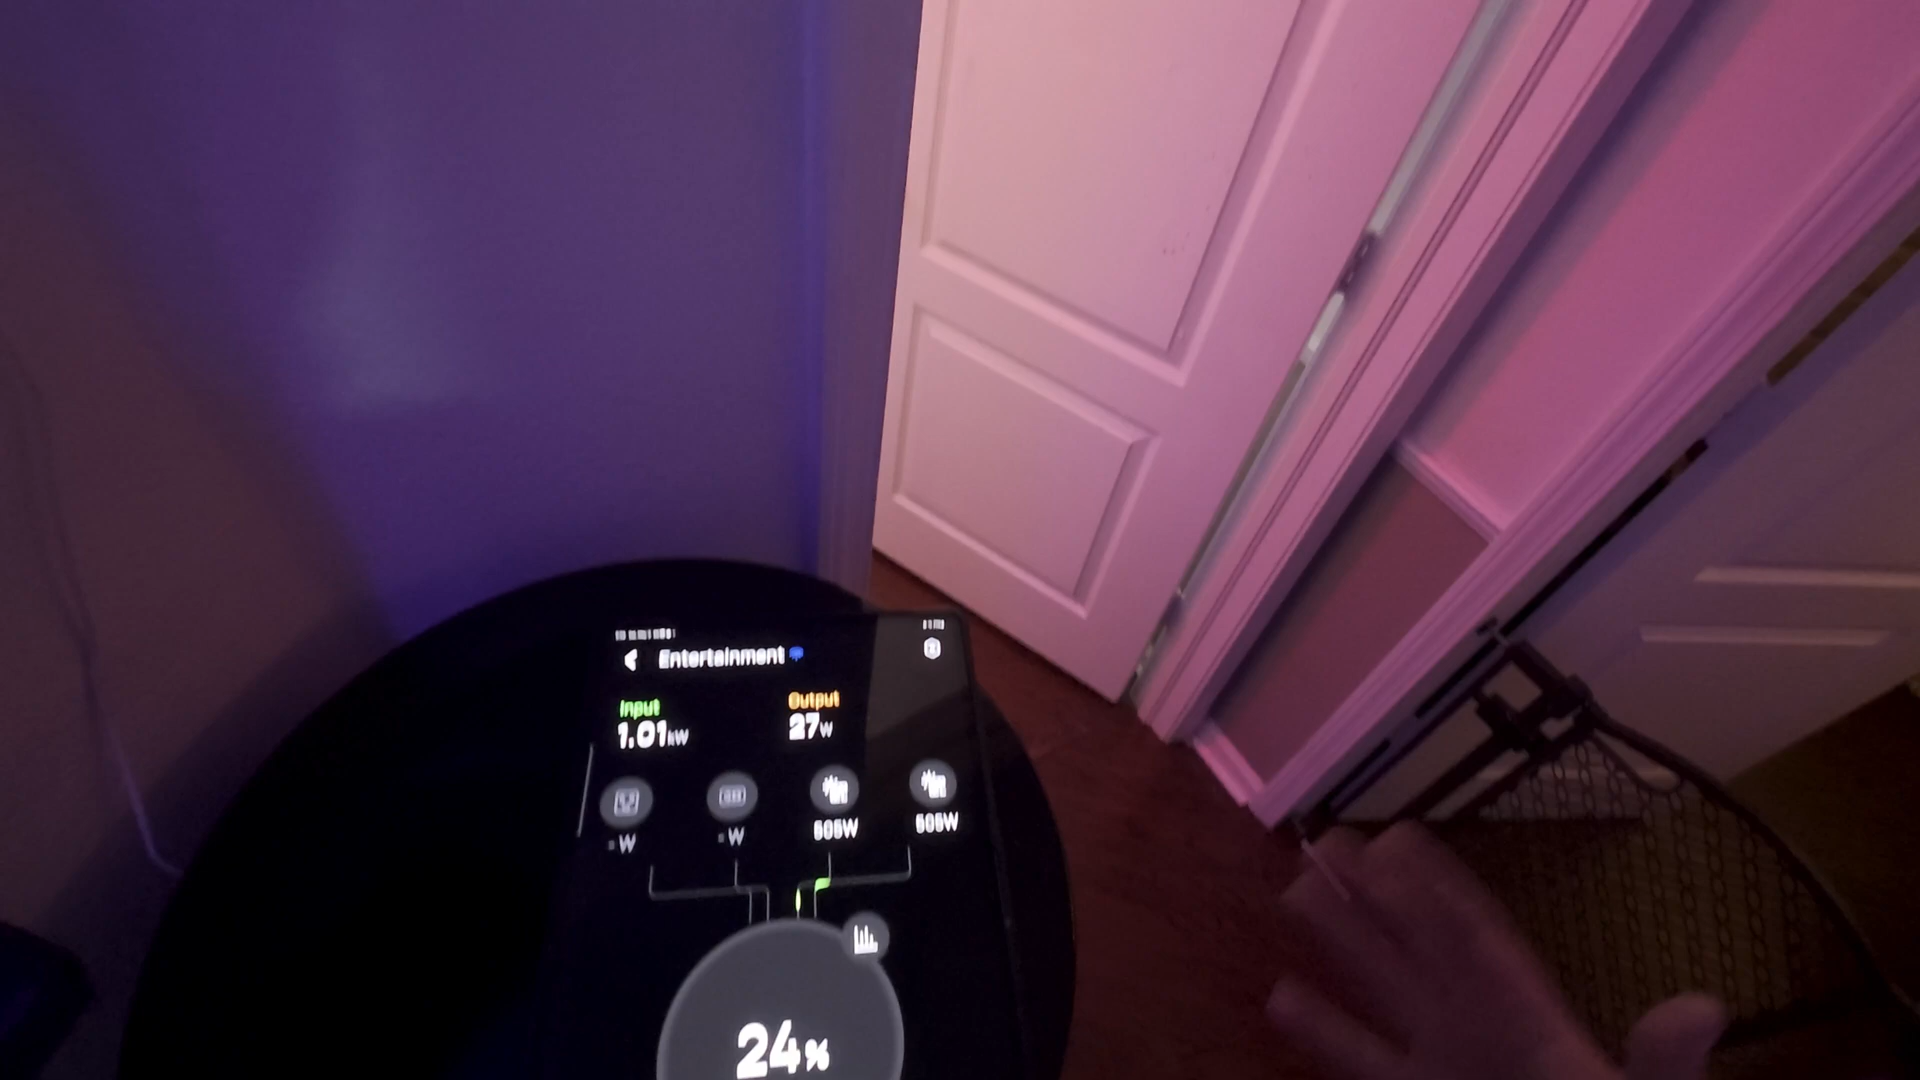 Entertainment
Input Output
1.01kW 27W
W W 505W 505W
24%